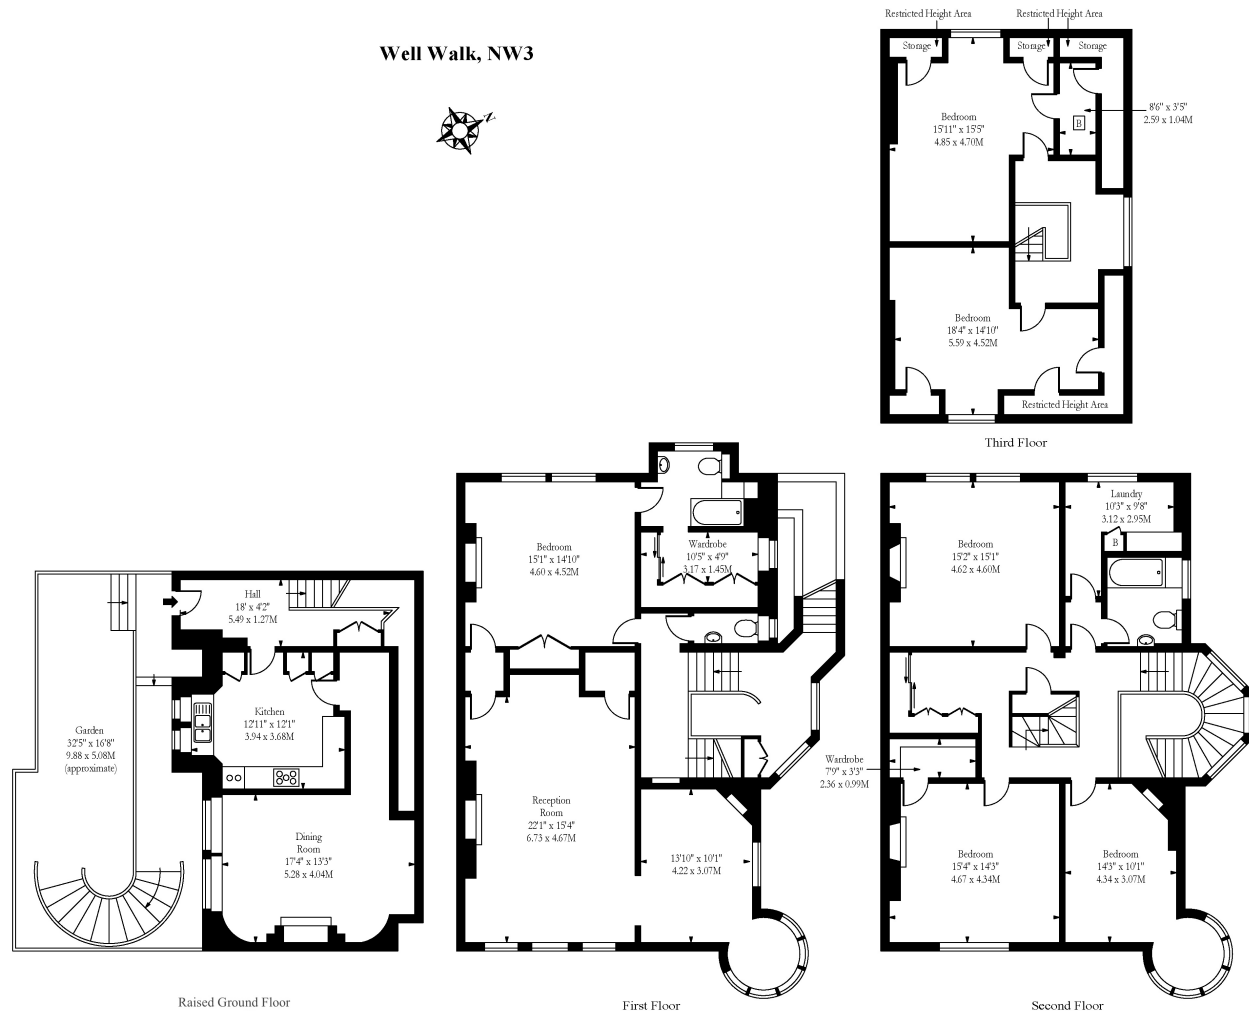 Well Walk, NW3
N
Restricted Height Area
Restricted Height Area
Storage
Storage
Storage
Bedroom
15'11" x 15'5"
4.85 x 4.70M
B
8'6" x 3'5"
2.59 x 1.04M
Bedroom
18'4" x 14'10"
5.59 x 4.52M
Restricted Height Area
Third Floor
Hall
18' x 4'2"
5.49 x 1.27M
Kitchen
12'11" x 12'1"
3.94 x 3.68M
Garden
32'5" x 16'8"
9.88 x 5.08M
(approximate)
Dining
Room
17'4" x 13'3"
5.28 x 4.04M
Raised Ground Floor
Bedroom
15'1" x 14'10"
4.60 x 4.52M
Wardrobe
10'5" x 4'9"
3.17 x 1.45M
Reception
Room
22'1" x 15'4"
6.73 x 4.67M
13'10" x 10'1"
4.22 x 3.07M
First Floor
Bedroom
15'2" x 15'1"
4.62 x 4.60M
Laundry
10'3" x 9'8"
3.12 x 2.95M
B
Wardrobe
7'9" x 3'3"
2.36 x 0.99M
Bedroom
15'4" x 14'3"
4.67 x 4.34M
Bedroom
14'3" x 10'1"
4.34 x 3.07M
Second Floor